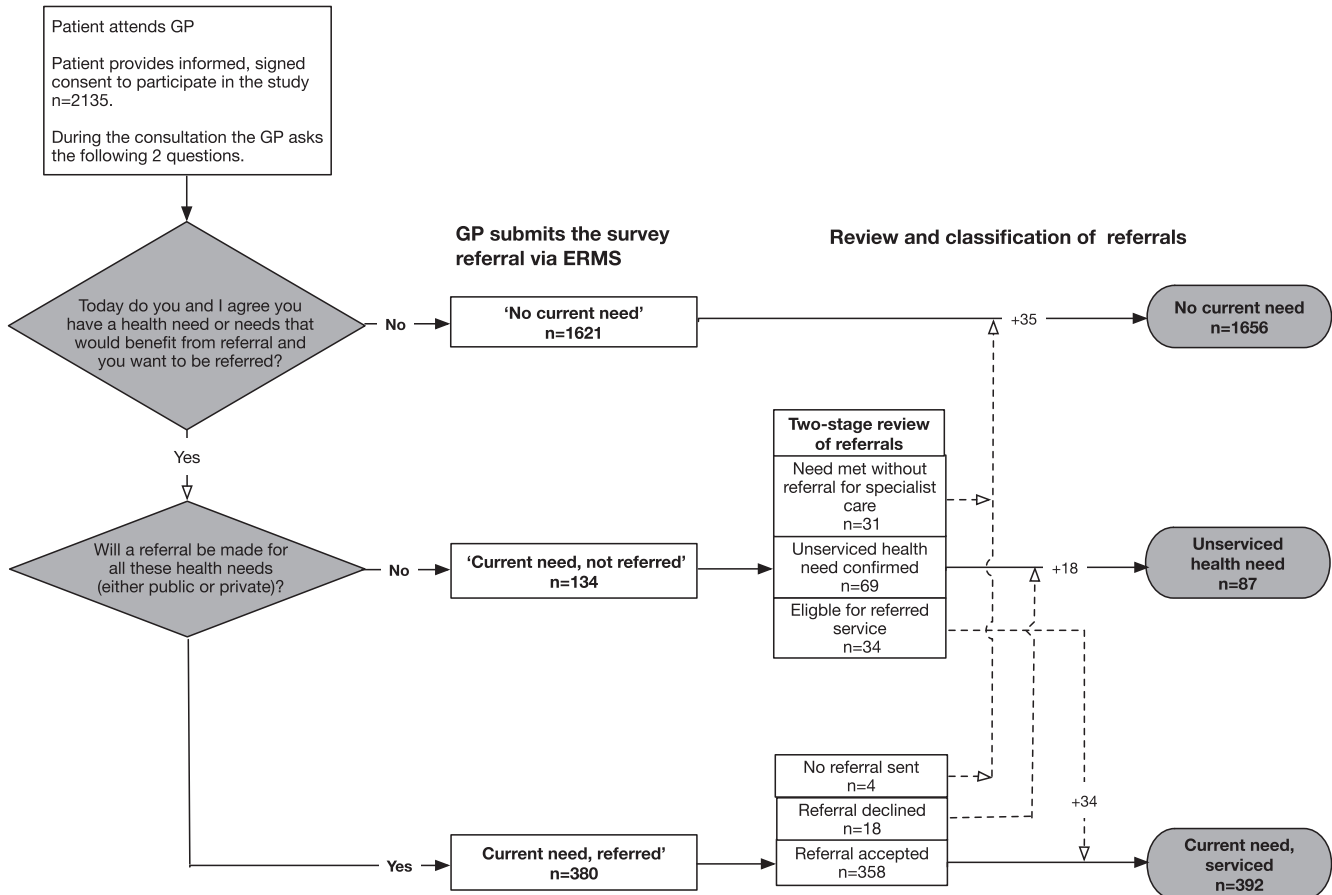 Patient attends GP
Patient provides informed, signed
consent to participate in the study
n=2135.
During the consultation the GP asks
the following 2 questions.
GP submits the survey
referral via ERMS
Review and classification of referrals
Today do you and I agree you
have a health need or needs that
would benefit from referral and
you want to be referred?
No
'No current need'
n=1621
+35
No current need
n=1656
Yes
Two-stage review
of referrals
Need met without
referral for specialist
care
n=31
Unserviced health
need confirmed
n=69
Eligble for referred
service
n=34
Will a referral be made for
all these health needs
(either public or private)?
No
'Current need, not referred'
n=134
+18
Unserviced
health need
n=87
No referral sent
n=4
Referral declined
n=18
Referral accepted
n=358
+34
Yes
Current need, referred'
n=380
Current need,
serviced
n=392